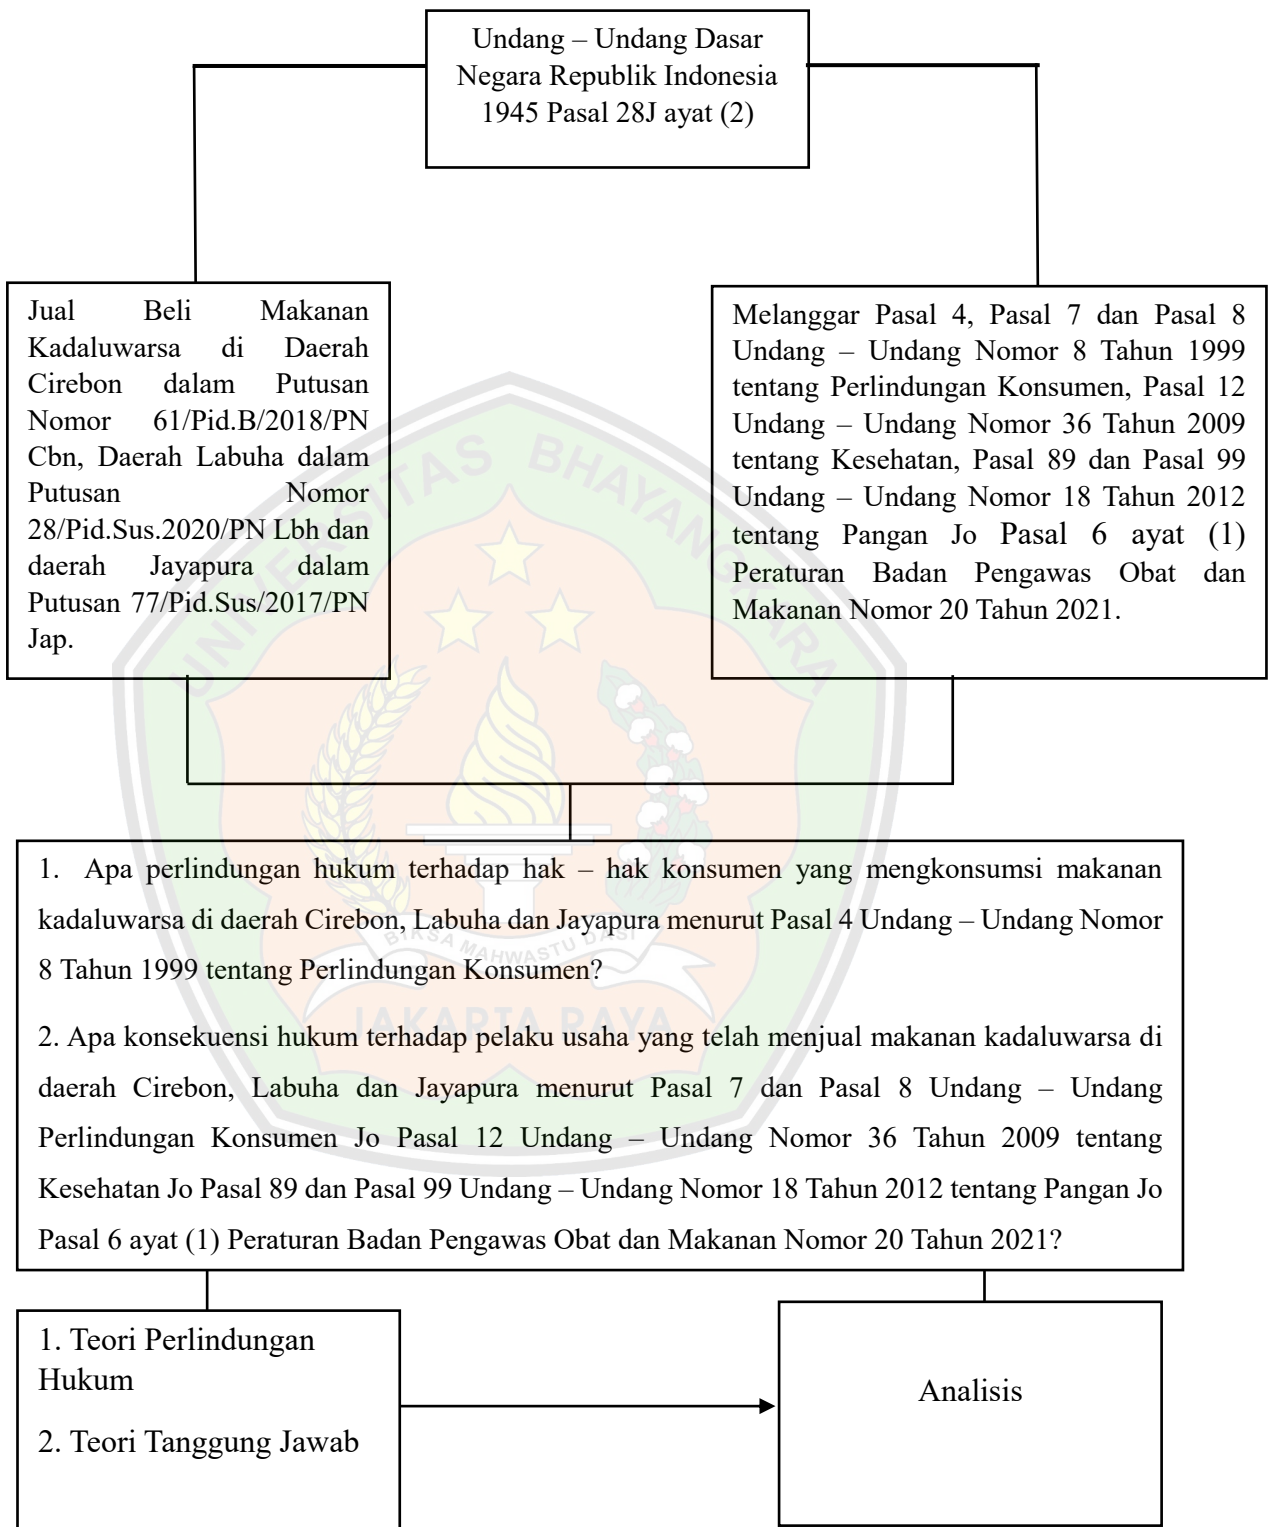 Undang – Undang Dasar
Negara Republik Indonesia
1945 Pasal 28J ayat (2)
Jual Beli Makanan
Kadaluwarsa di Daerah
Cirebon dalam Putusan
Nomor 61/Pid.B/2018/PN
Cbn, Daerah Labuha dalam
Putusan Nomor
28/Pid.Sus.2020/PN Lbh dan
daerah Jayapura dalam
Putusan 77/Pid.Sus/2017/PN
Jap.
Melanggar Pasal 4, Pasal 7 dan Pasal 8
Undang – Undang Nomor 8 Tahun 1999
tentang Perlindungan Konsumen, Pasal 12
Undang – Undang Nomor 36 Tahun 2009
tentang Kesehatan, Pasal 89 dan Pasal 99
Undang – Undang Nomor 18 Tahun 2012
tentang Pangan Jo Pasal 6 ayat (1)
Peraturan Badan Pengawas Obat dan
Makanan Nomor 20 Tahun 2021.
UNIVERSITAS BHAYANGKARA
1. Apa perlindungan hukum terhadap hak – hak konsumen yang mengkonsumsi makanan
kadaluwarsa di daerah Cirebon, Labuha dan Jayapura menurut Pasal 4 Undang – Undang Nomor
8 Tahun 1999 tentang Perlindungan Konsumen?
BIKSA MAHWASTU DASI
JAKARTA RAYA
2. Apa konsekuensi hukum terhadap pelaku usaha yang telah menjual makanan kadaluwarsa di
daerah Cirebon, Labuha dan Jayapura menurut Pasal 7 dan Pasal 8 Undang – Undang
Perlindungan Konsumen Jo Pasal 12 Undang – Undang Nomor 36 Tahun 2009 tentang
Kesehatan Jo Pasal 89 dan Pasal 99 Undang – Undang Nomor 18 Tahun 2012 tentang Pangan Jo
Pasal 6 ayat (1) Peraturan Badan Pengawas Obat dan Makanan Nomor 20 Tahun 2021?
1. Teori Perlindungan
Hukum
2. Teori Tanggung Jawab
Analisis